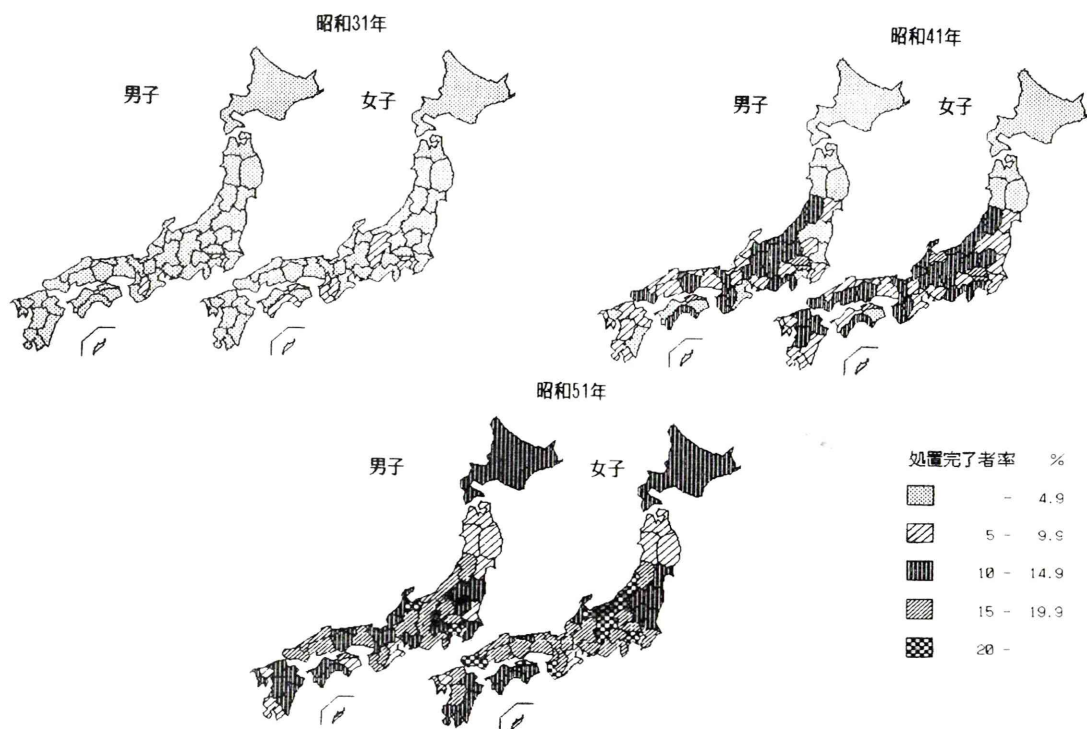 昭和31年
男子
女子
昭和41年
男子
女子
昭和51年
男子
女子
処置完了者率 %
- 4.9
5 - 9.9
10 - 14.9
15 - 19.9
20 -